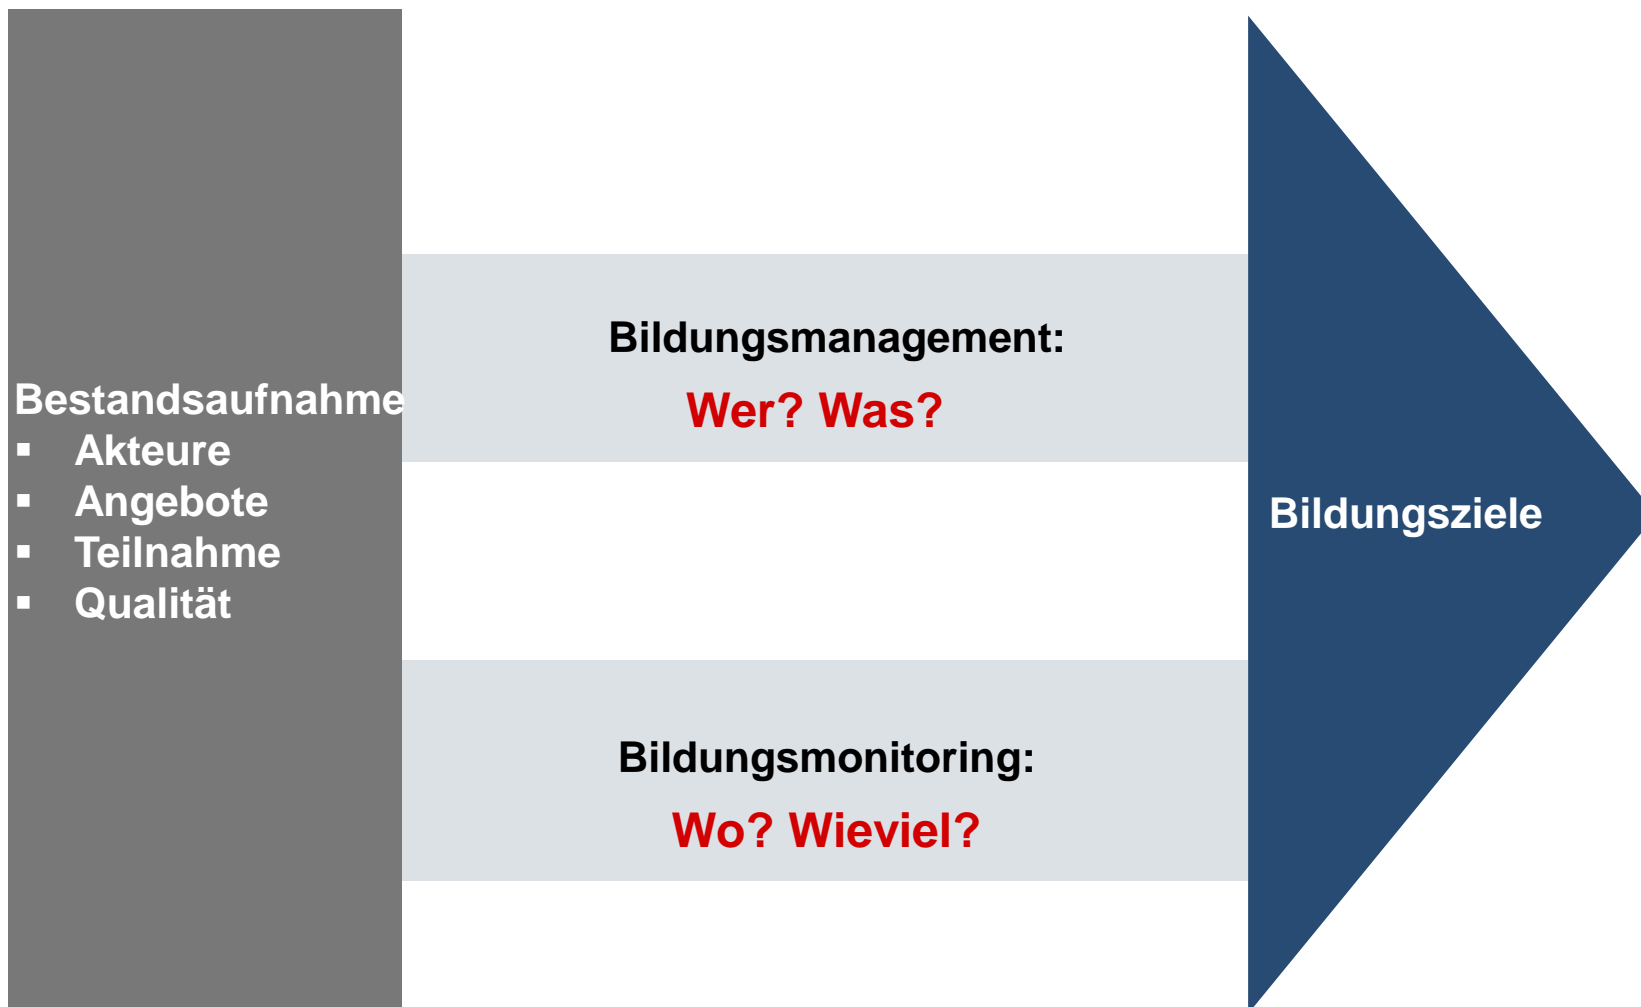 Bestandsaufnahme
▪ Akteure
▪ Angebote
▪ Teilnahme
▪ Qualität
Bildungsmanagement:
Wer? Was?
Bildungsmonitoring:
Wo? Wieviel?
Bildungsziele